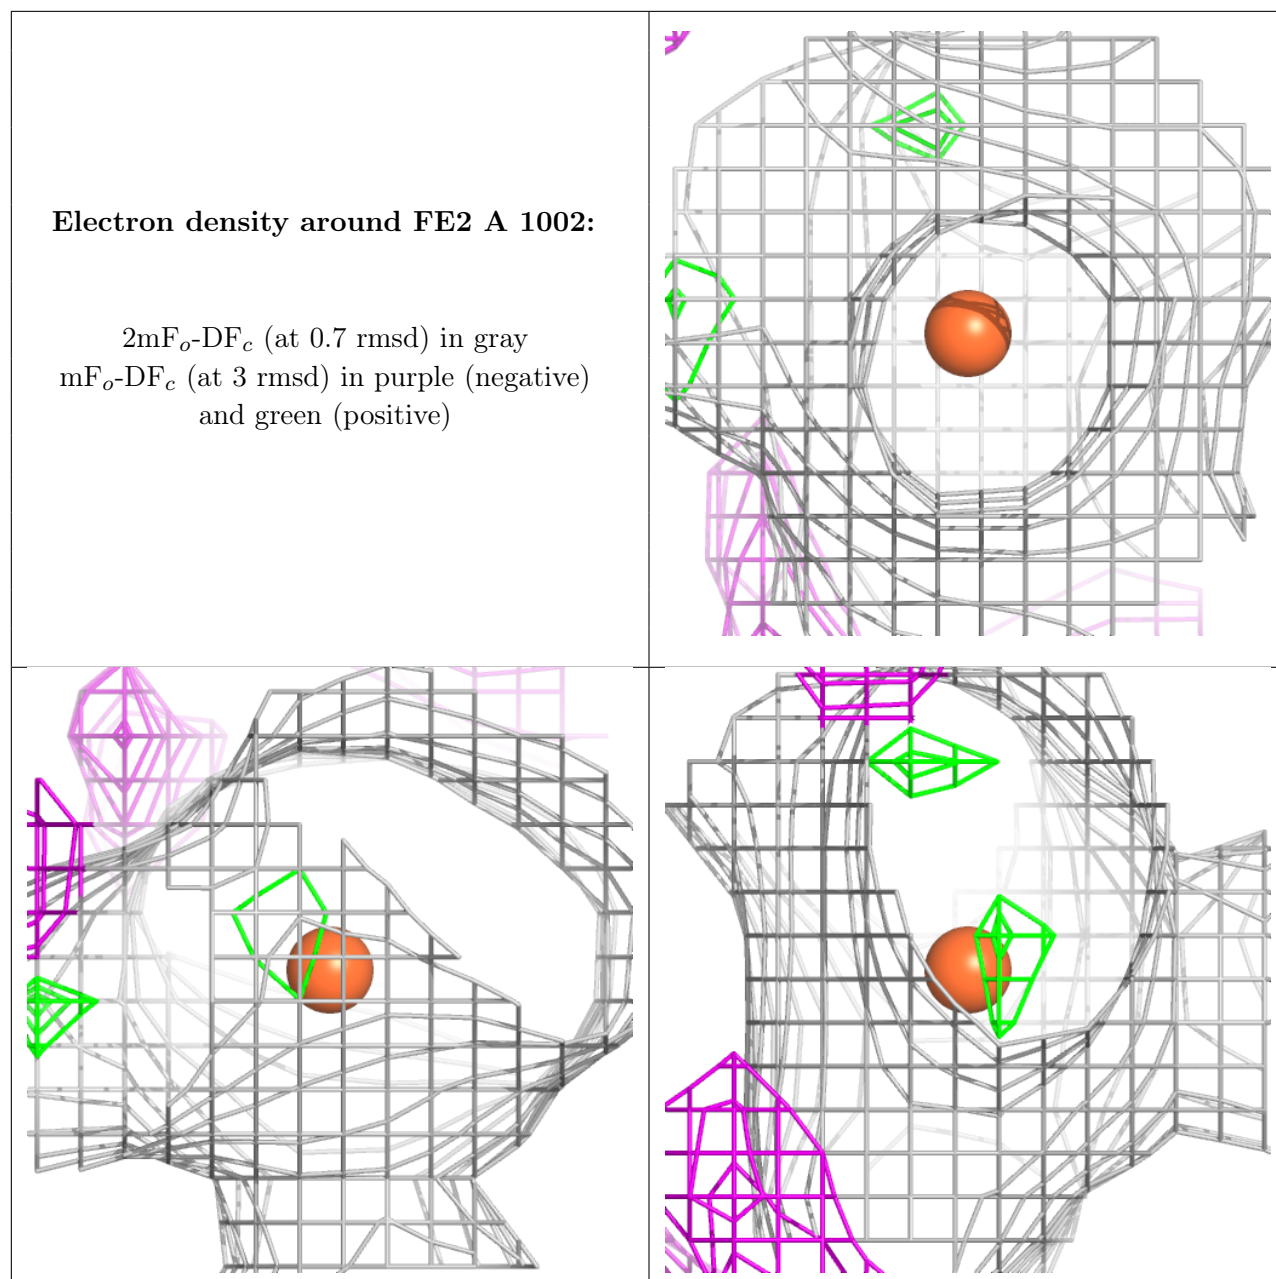 Electron density around FE2 A 1002:
2mFo-DFc (at 0.7 rmsd) in gray
mFo-DFc (at 3 rmsd) in purple (negative)
and green (positive)